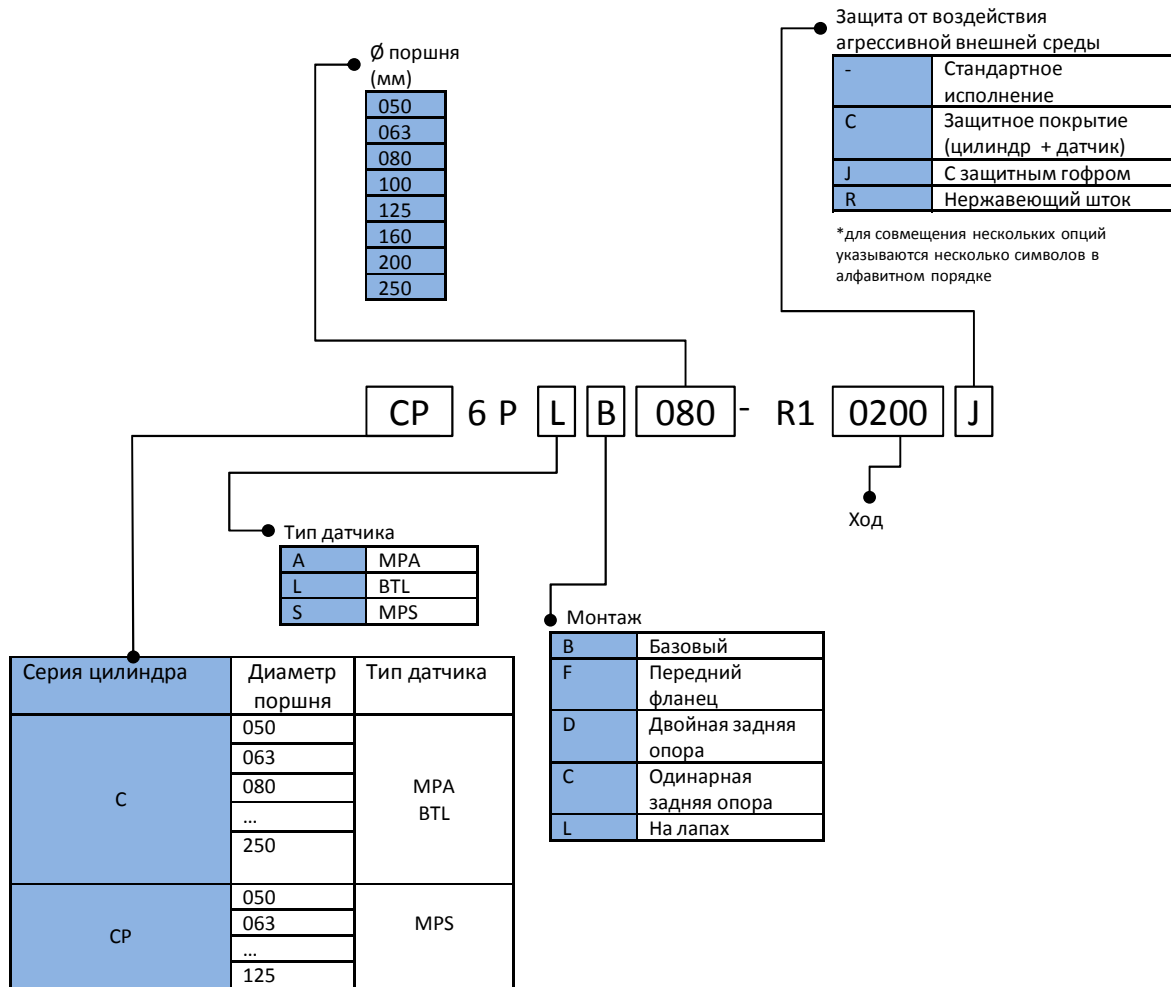 Защита от воздействия
агрессивной внешней среды
- Стандартное
исполнение
C Защитное покрытие
(цилиндр + датчик)
J С защитным гофром
R Нержавеющий шток
*для совмещения нескольких опций
указываются несколько символов в
алфавитном порядке
Ø поршня
(мм)
050
063
080
100
125
160
200
250
CP 6 P L B 080 - R1 0200 J
Ход
Тип датчика
A MPA
L BTL
S MPS
Монтаж
B Базовый
F Передний
фланец
D Двойная задняя
опора
C Одинарная
задняя опора
L На лапах
Серия цилиндра Диаметр Тип датчика
поршня
C
050
063
080
...
250
MPA
BTL
CP
050
063
...
125
MPS